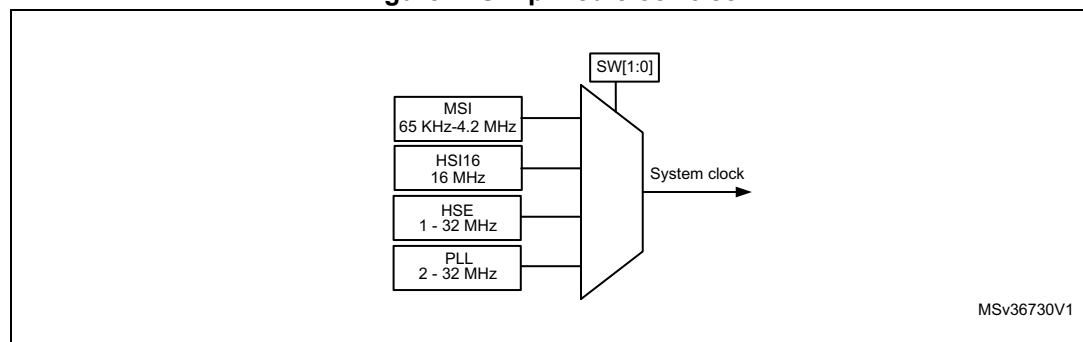 SW[1:0]
MSI
65 KHz-4.2 MHz
HSI16
16 MHz
System clock
HSE
1 - 32 MHz
PLL
2 - 32 MHz
MSv36730V1